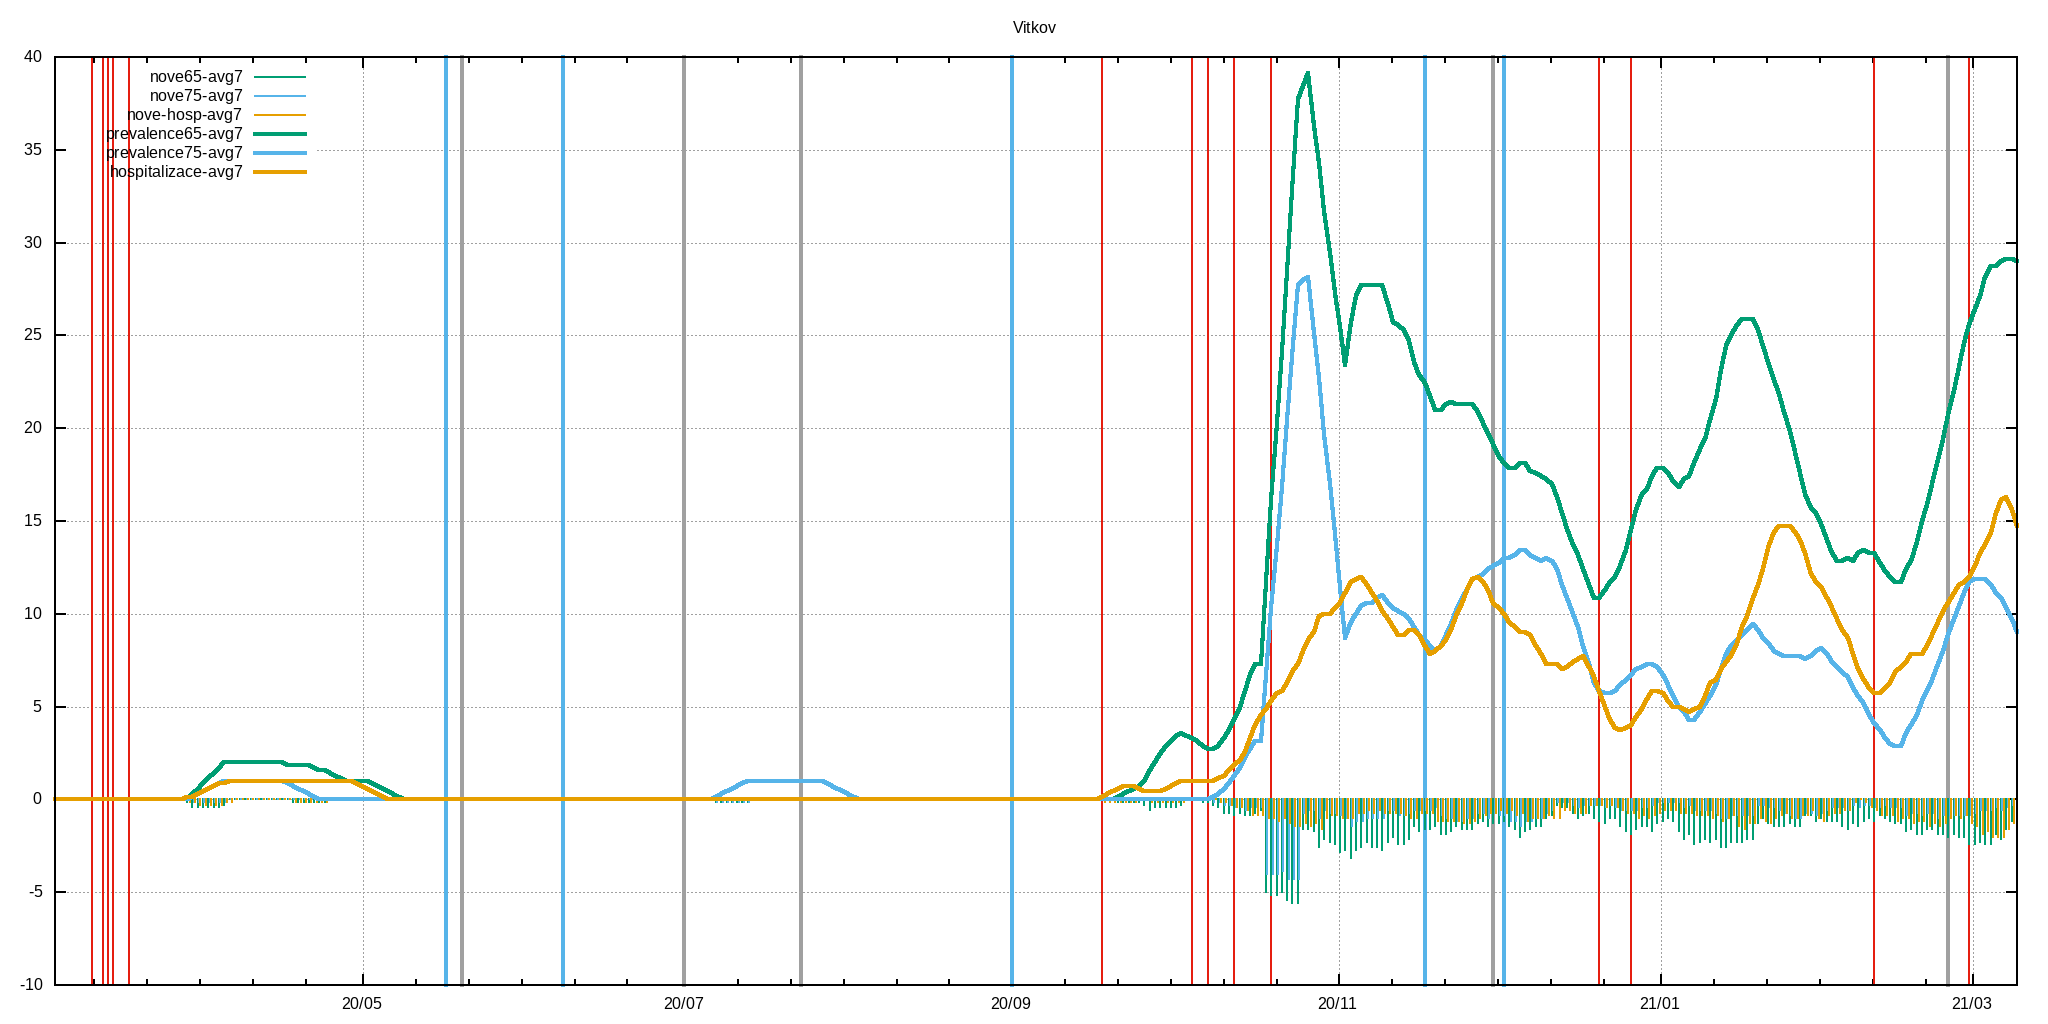 Vitkov
40
35
30
25
20
15
10
5
0
-5
-10
nove65-avg7
nove75-avg7
nove-hosp-avg7
prevalence65-avg7
prevalence75-avg7
hospitalizace-avg7
20/05 20/07 20/09 20/11 21/01 21/03